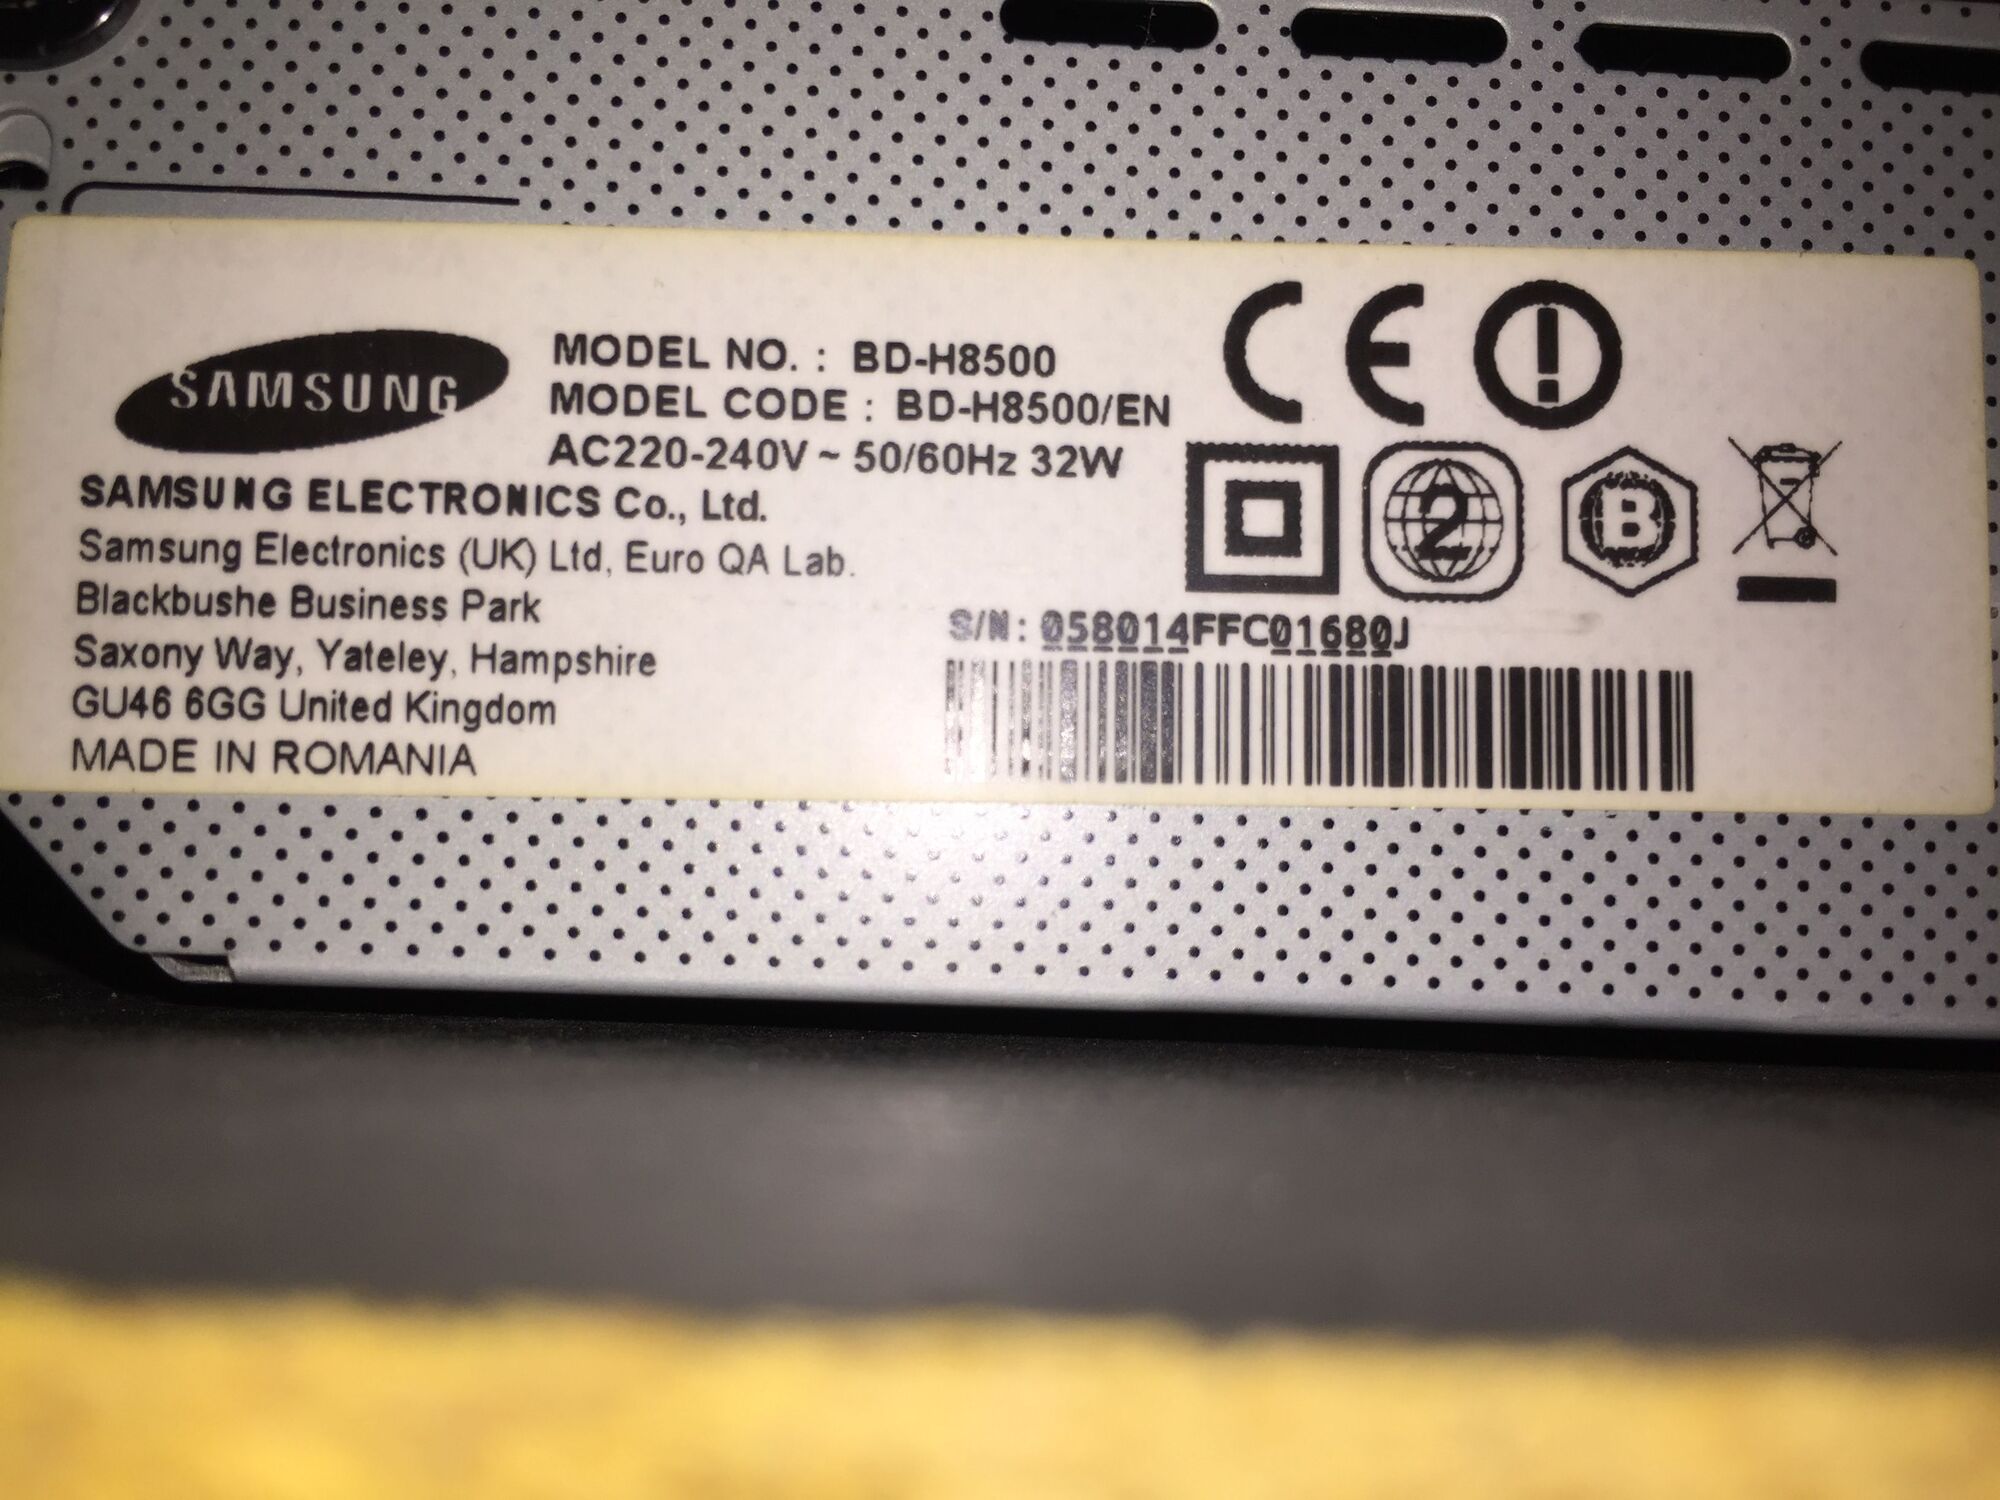 SAMSUNG
MODEL NO. : BD-H8500
MODEL CODE : BD-H8500/EN
AC220-240V ~ 50/60Hz 32W
SAMSUNG ELECTRONICS Co., Ltd.
Samsung Electronics (UK) Ltd, Euro QA Lab.
Blackbushe Business Park
Saxony Way, Yateley, Hampshire
GU46 6GG United Kingdom
MADE IN ROMANIA
CE
2
B
S/N: 058014FFC01680J